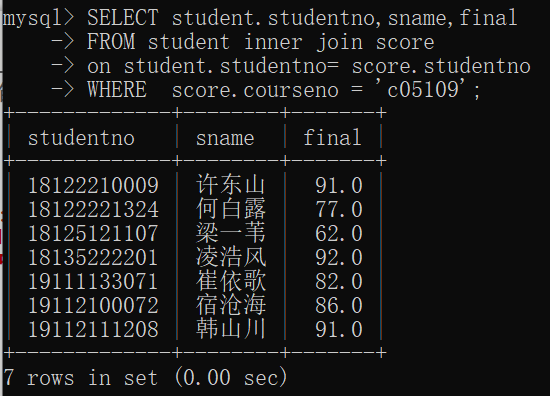 mysql> SELECT student.studentno,sname,final
    -> FROM student inner join score
    -> on student.studentno= score.studentno
    -> WHERE  score.courseno = 'c05109';
+-------------+--------+-------+
| studentno   | sname  | final |
+-------------+--------+-------+
| 18122210009 | 许东山 |  91.0 |
| 18122221324 | 何白露 |  77.0 |
| 18125121107 | 梁一苇 |  62.0 |
| 18135222201 | 凌浩风 |  92.0 |
| 19111133071 | 崔依歌 |  82.0 |
| 19112100072 | 宿沧海 |  86.0 |
| 19112111208 | 韩山川 |  91.0 |
+-------------+--------+-------+
7 rows in set (0.00 sec)